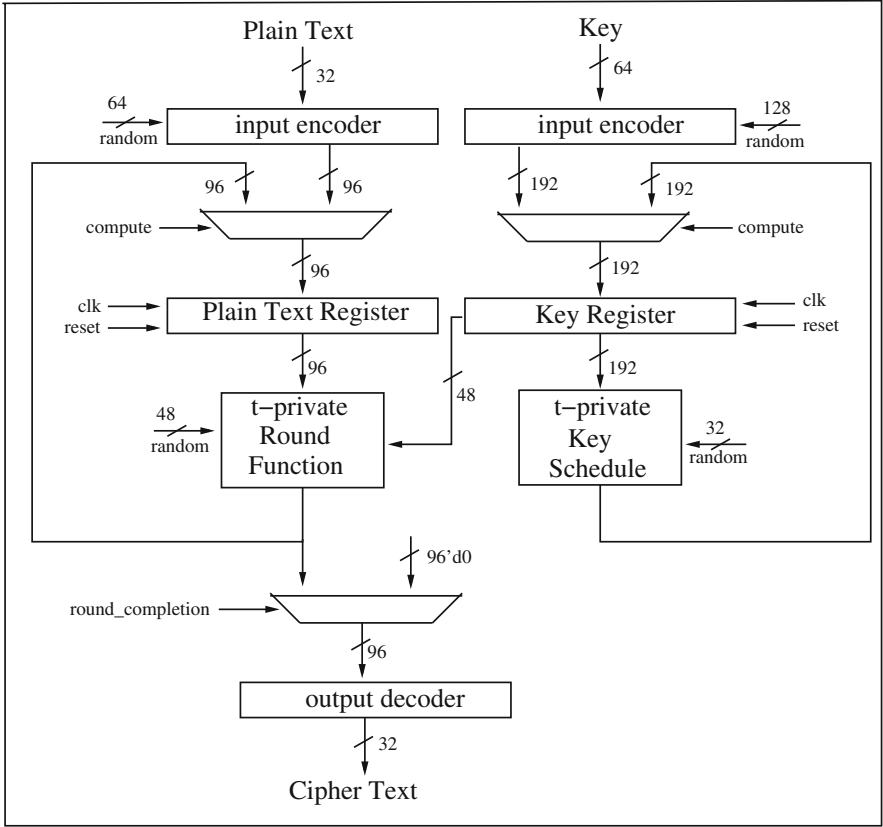 Plain Text
Key
32
64
64
random
input encoder
input encoder
128
random
96
96
192
192
compute
compute
96
192
clk
reset
Plain Text Register
Key Register
clk
reset
96
48
192
48
random
t−private
Round
Function
t−private
Key
Schedule
32
random
96'd0
round_completion
96
output decoder
32
Cipher Text